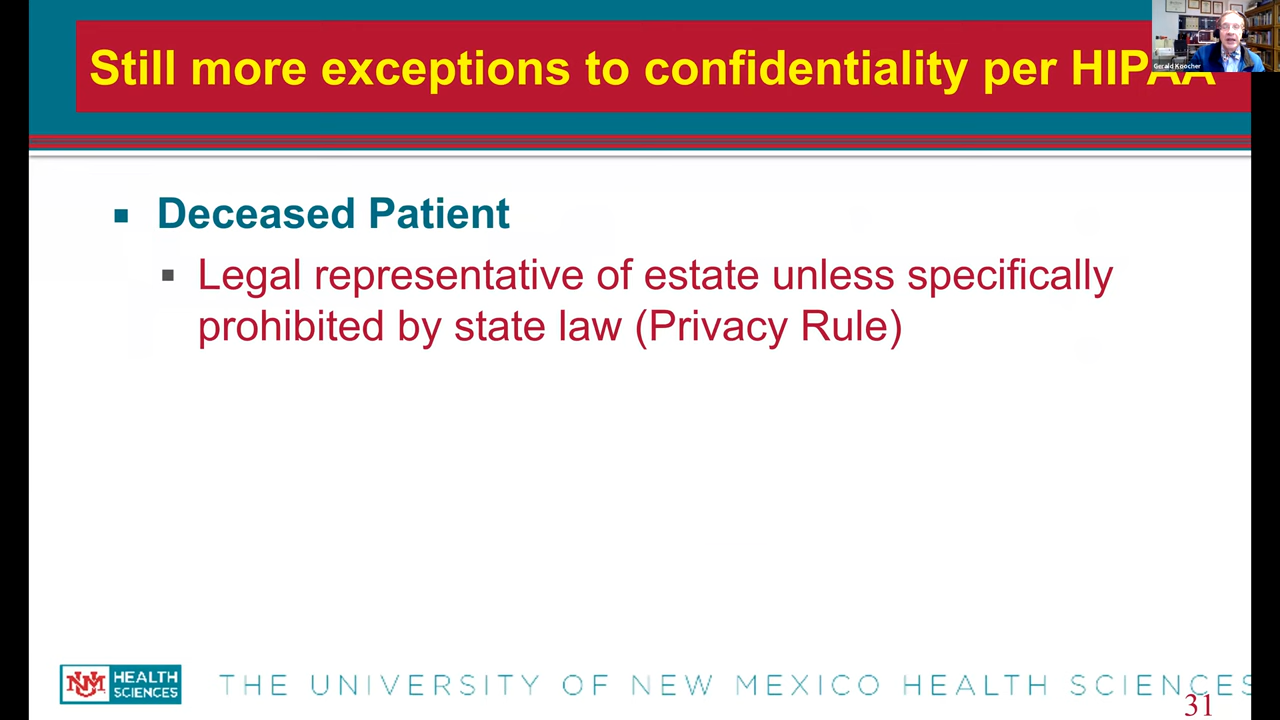 Still more exceptions to confidentiality per HIPAA
Gerald Koocher
Deceased Patient
Legal representative of estate unless specifically
prohibited by state law (Privacy Rule)
UNM HEALTH
SCIENCES
THE UNIVERSITY OF NEW MEXICO HEALTH SCIENCES
31